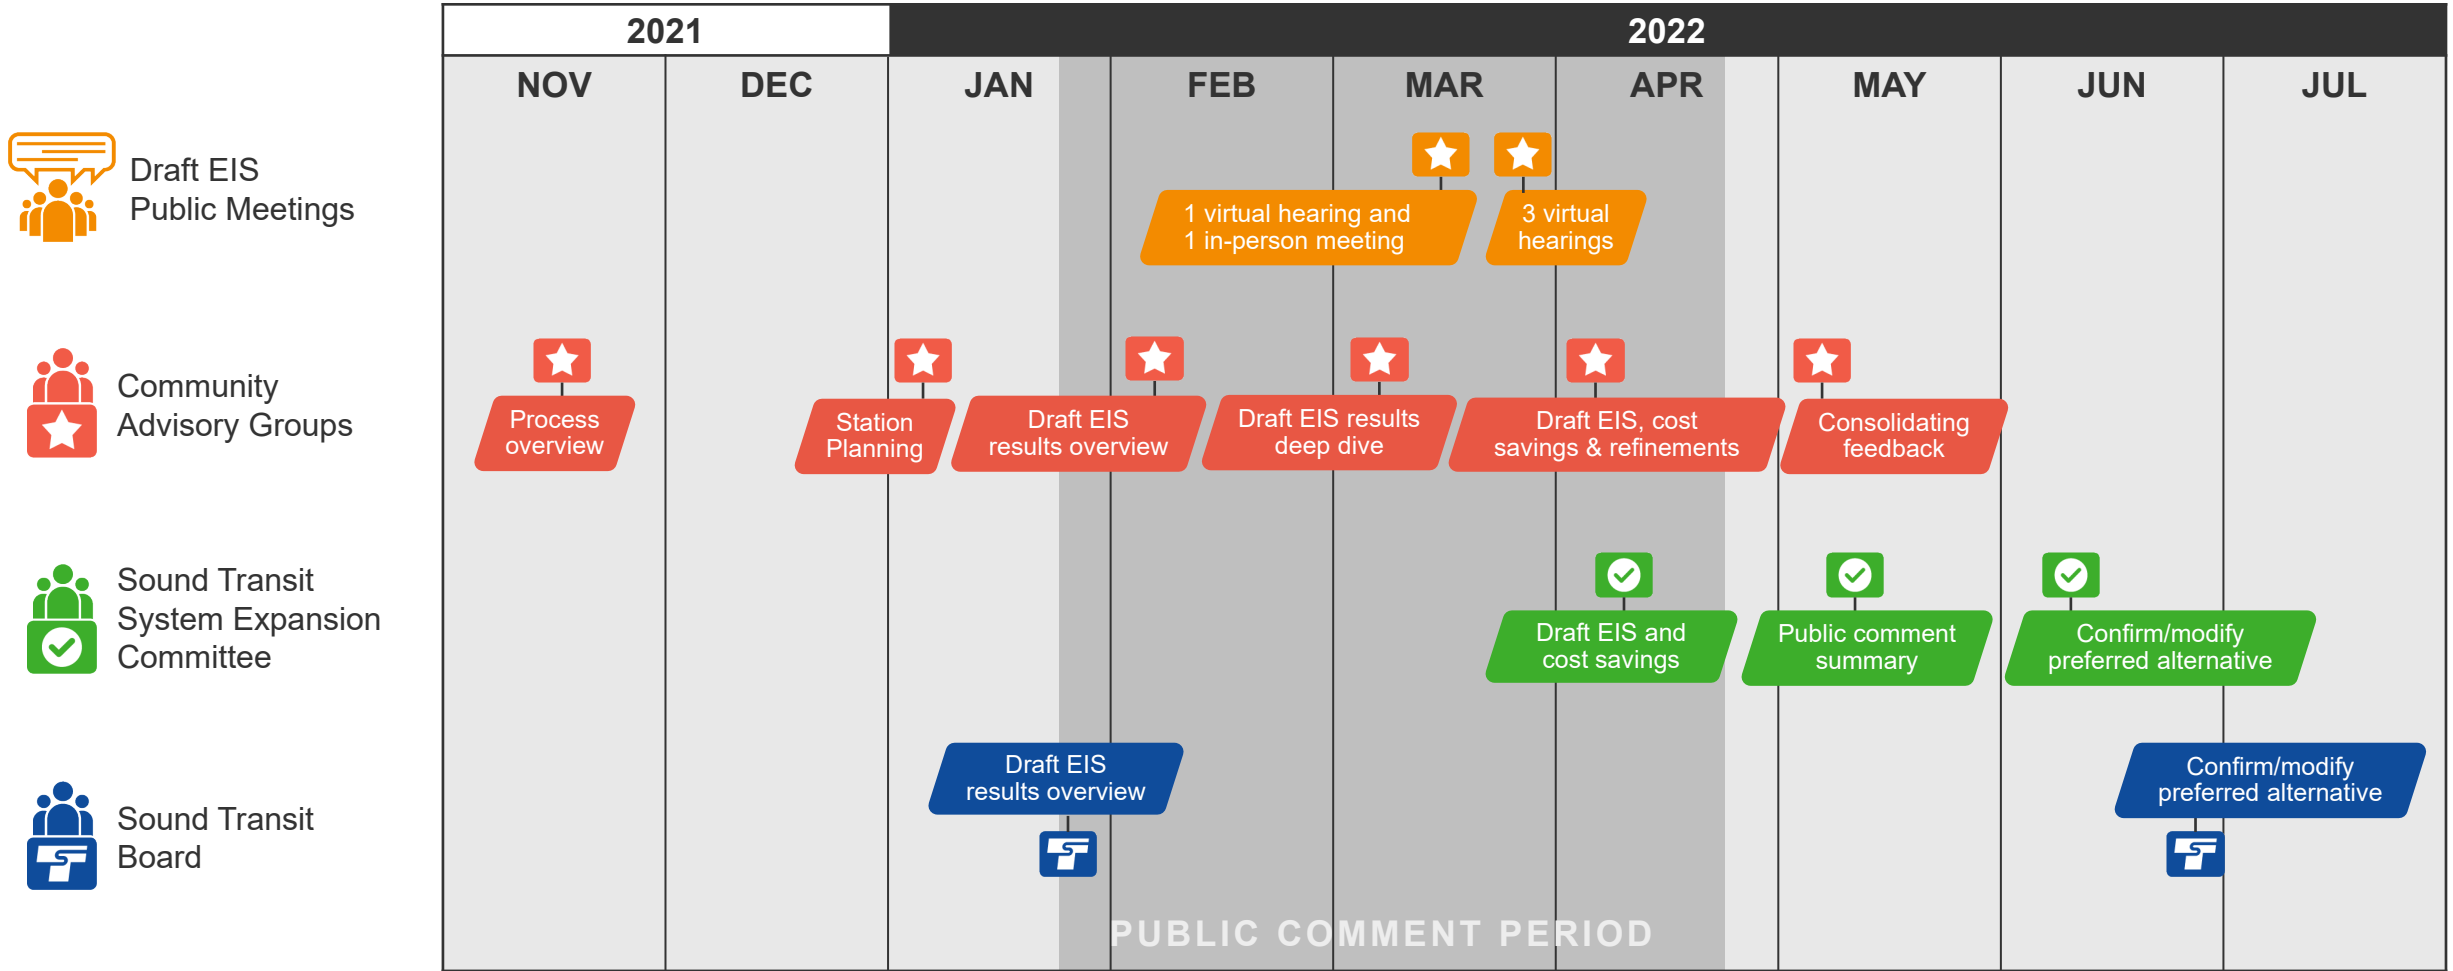 2021
2022
NOV
DEC
JAN
FEB
MAR
APR
MAY
JUN
JUL
Draft EIS
Public Meetings
1 virtual hearing and
1 in-person meeting
3 virtual
hearings
Community
Advisory Groups
Process
overview
Station
Planning
Draft EIS
results overview
Draft EIS results
deep dive
Draft EIS, cost
savings & refinements
Consolidating
feedback
Sound Transit
System Expansion
Committee
Draft EIS and
cost savings
Public comment
summary
Confirm/modify
preferred alternative
Sound Transit
Board
Draft EIS
results overview
Confirm/modify
preferred alternative
PUBLIC COMMENT PERIOD